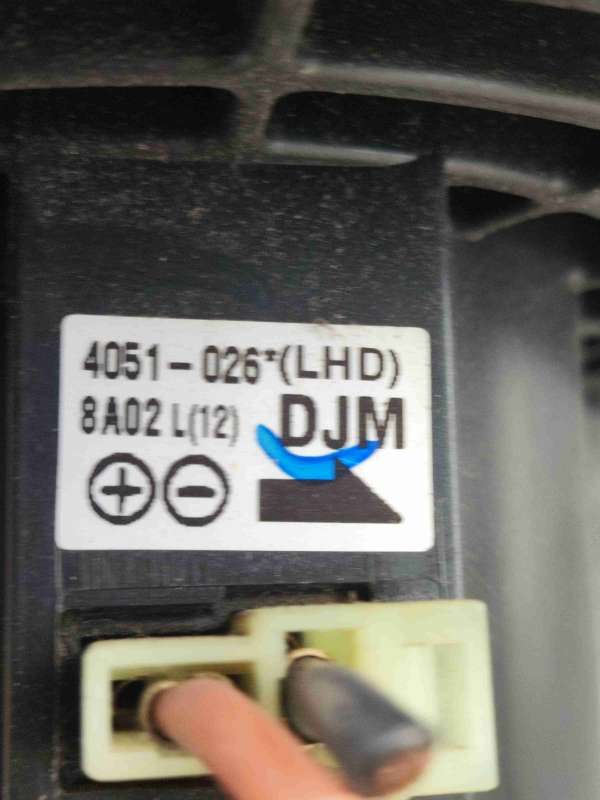 4051-026*(LHD)
8A02 L(12) DJM
+ -